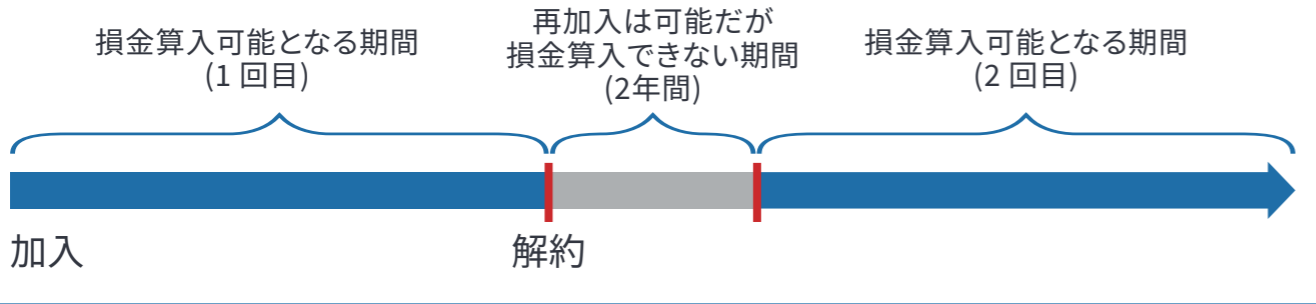 損金算入可能となる期間
(1 回目)
再加入は可能だが
損金算入できない期間
(2年間)
損金算入可能となる期間
(2 回目)
加入
解約